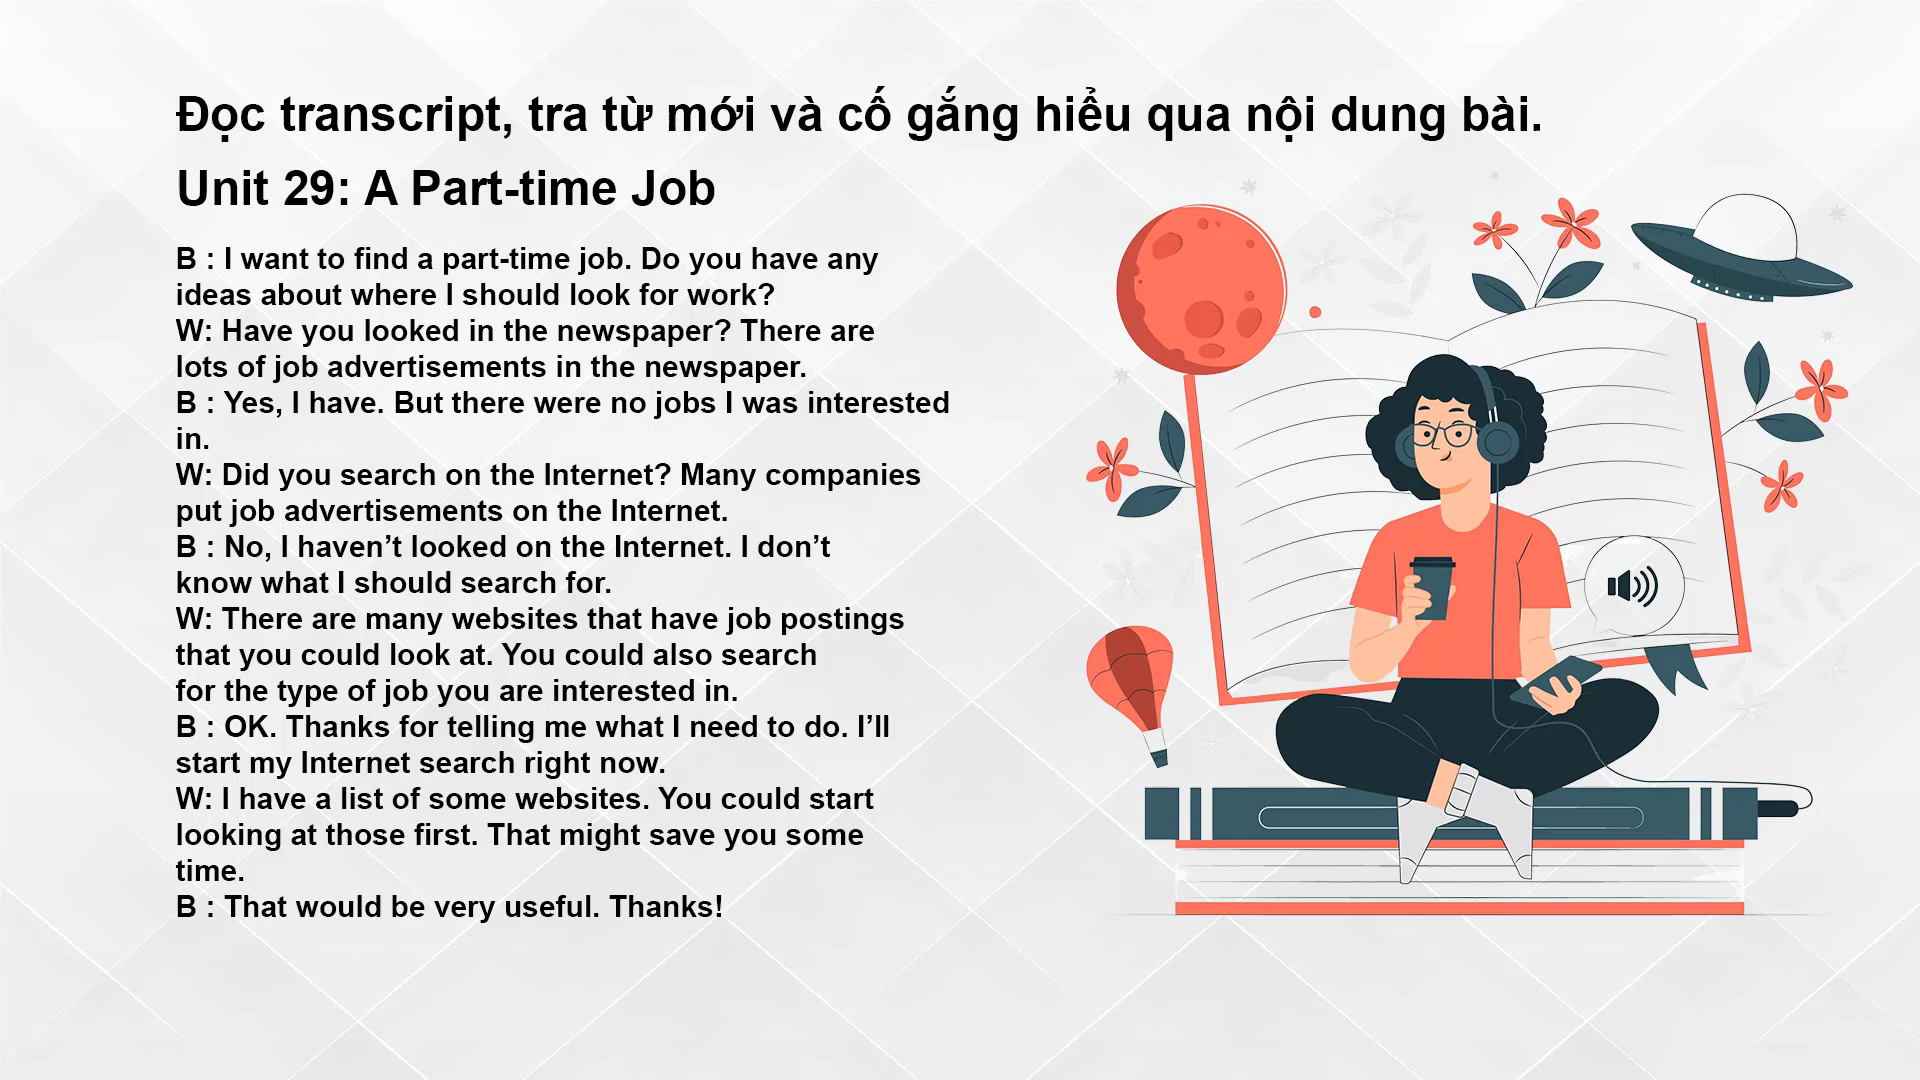 Đọc transcript, tra từ mới và cố gắng hiểu qua nội dung bài.
Unit 29: A Part-time Job
B : I want to find a part-time job. Do you have any
ideas about where I should look for work?
W: Have you looked in the newspaper? There are
lots of job advertisements in the newspaper.
B : Yes, I have. But there were no jobs I was interested
in.
W: Did you search on the Internet? Many companies
put job advertisements on the Internet.
B : No, I haven’t looked on the Internet. I don’t
know what I should search for.
W: There are many websites that have job postings
that you could look at. You could also search
for the type of job you are interested in.
B : OK. Thanks for telling me what I need to do. I’ll
start my Internet search right now.
W: I have a list of some websites. You could start
looking at those first. That might save you some
time.
B : That would be very useful. Thanks!